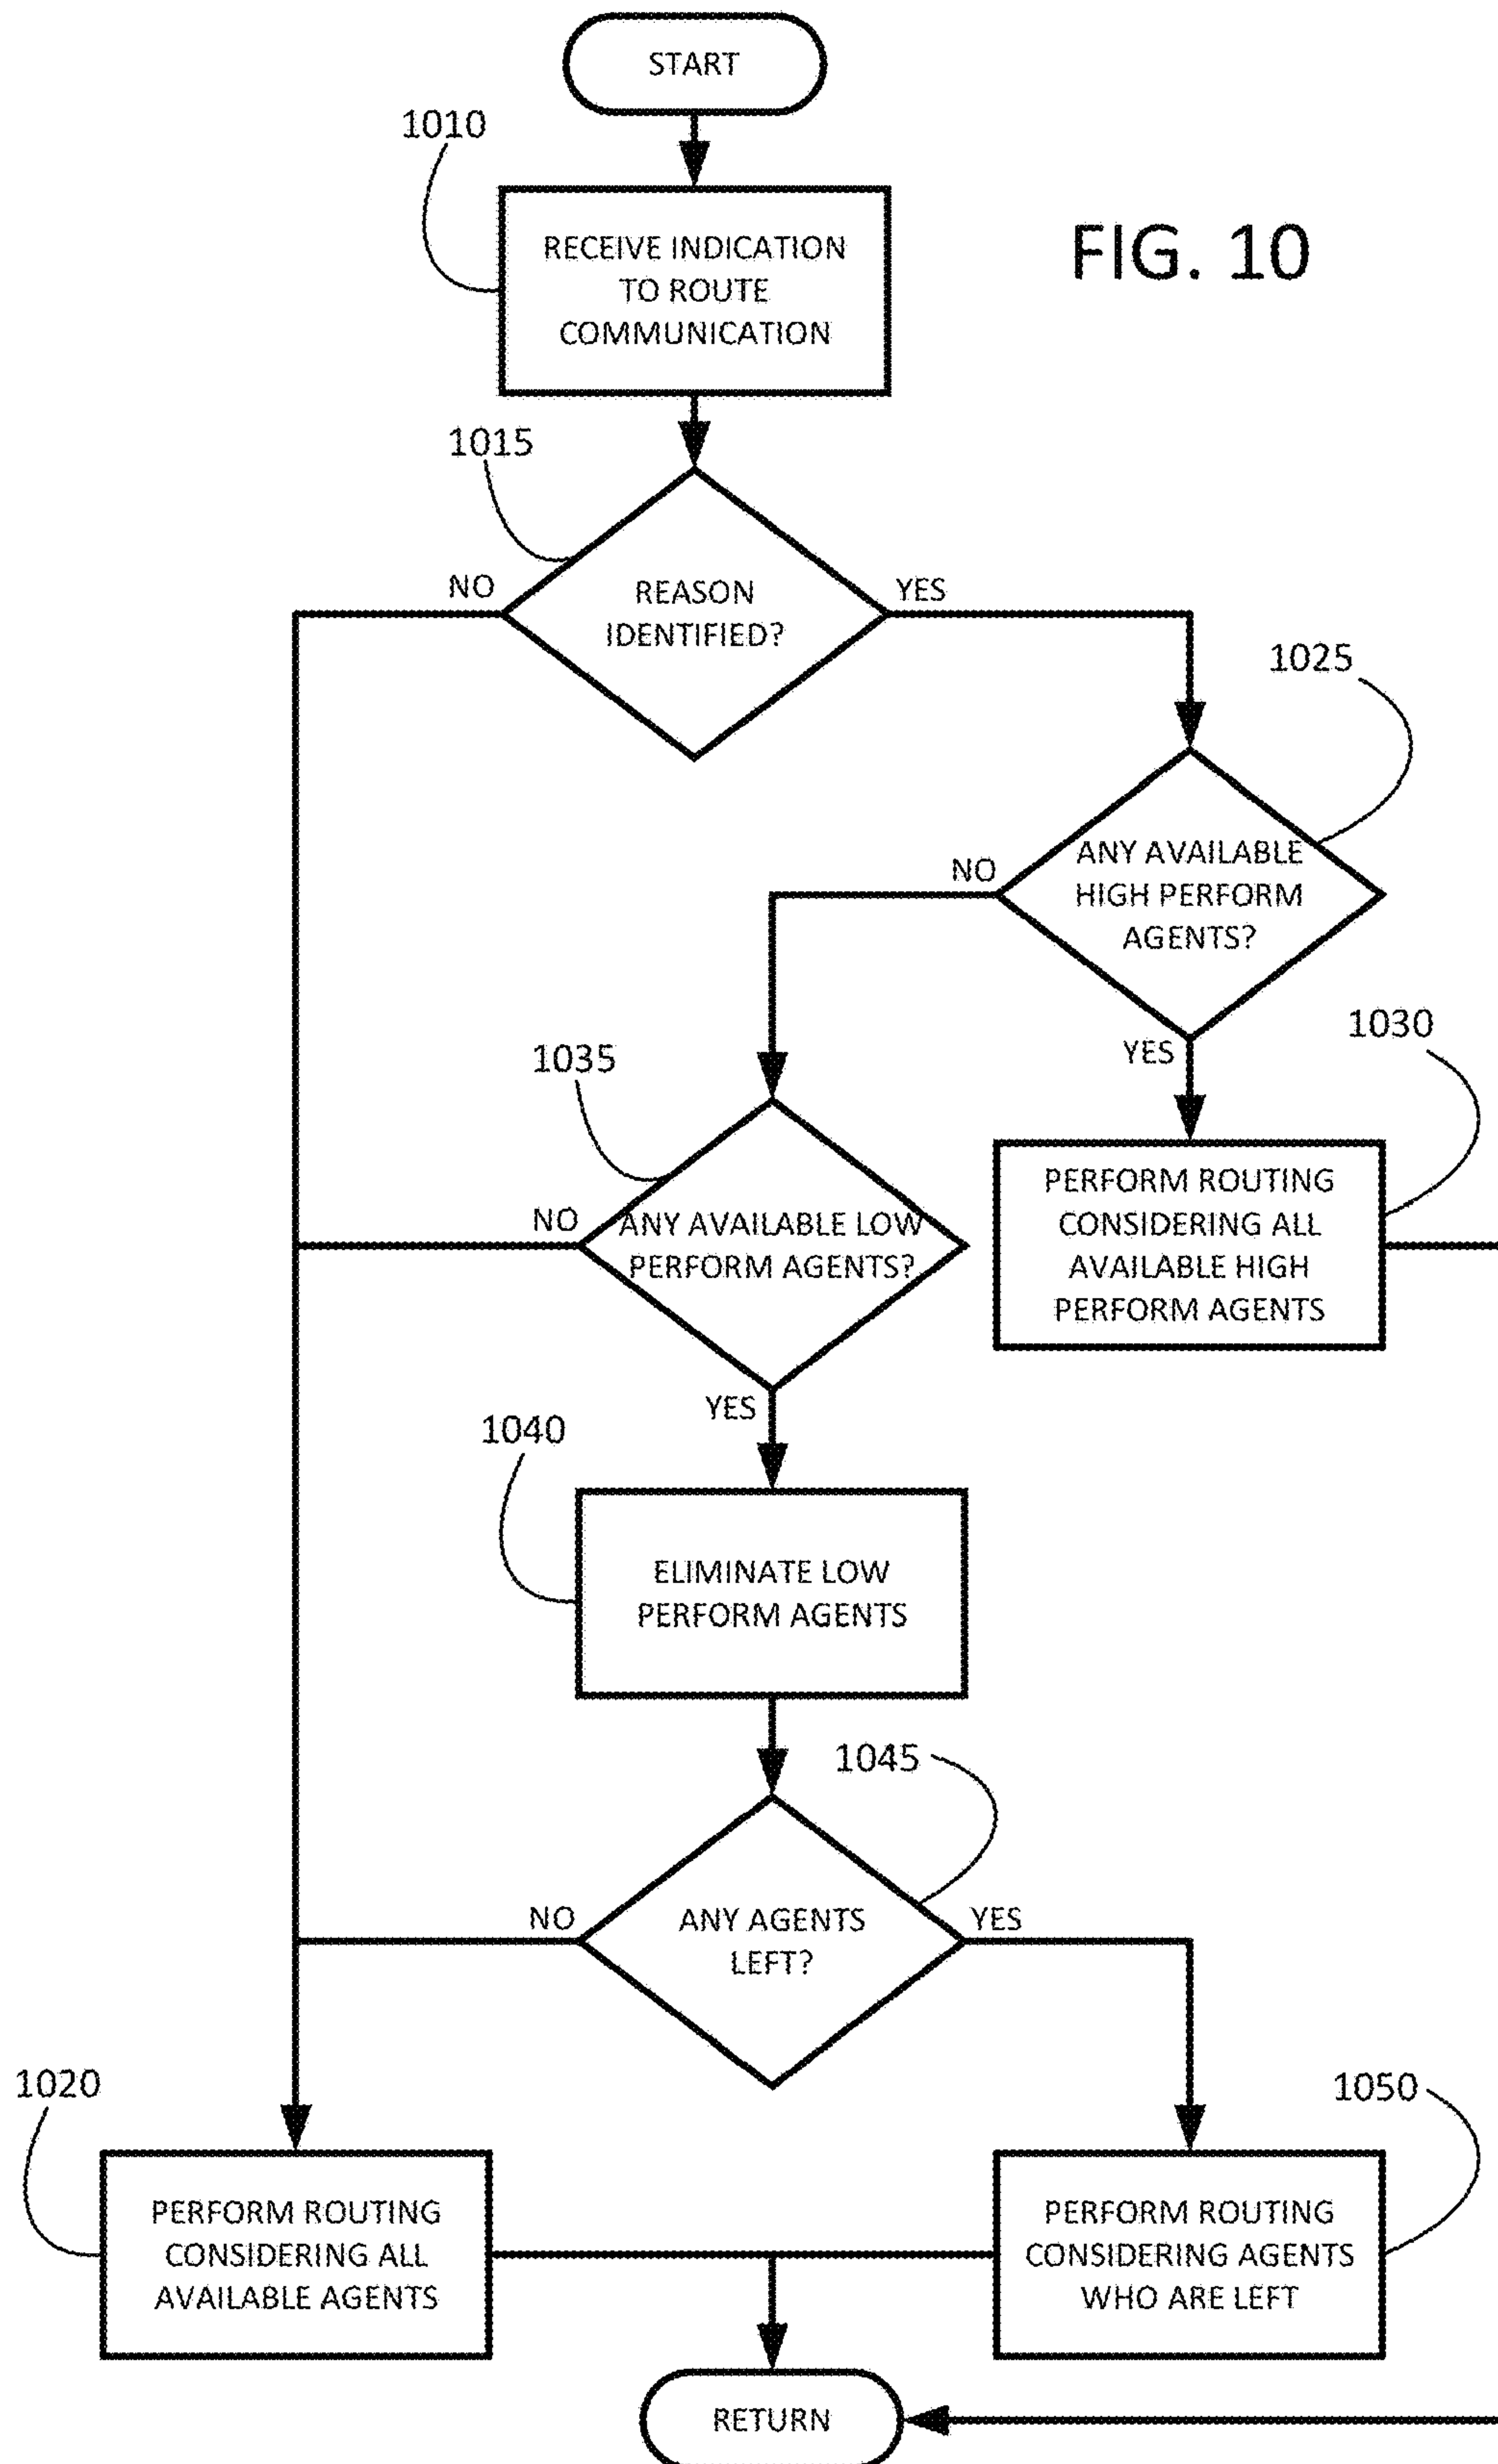 START
1010
RECEIVE INDICATION
TO ROUTE
COMMUNICATION
FIG. 10
1015
NO
REASON
IDENTIFIED?
YES
1025
NO
ANY AVAILABLE
HIGH PERFORM
AGENTS?
YES
1030
1035
NO
ANY AVAILABLE LOW
PERFORM AGENTS?
YES
PERFORM ROUTING
CONSIDERING ALL
AVAILABLE HIGH
PERFORM AGENTS
1040
ELIMINATE LOW
PERFORM AGENTS
1045
NO
ANY AGENTS
LEFT?
YES
1020
1050
PERFORM ROUTING
CONSIDERING ALL
AVAILABLE AGENTS
PERFORM ROUTING
CONSIDERING AGENTS
WHO ARE LEFT
RETURN